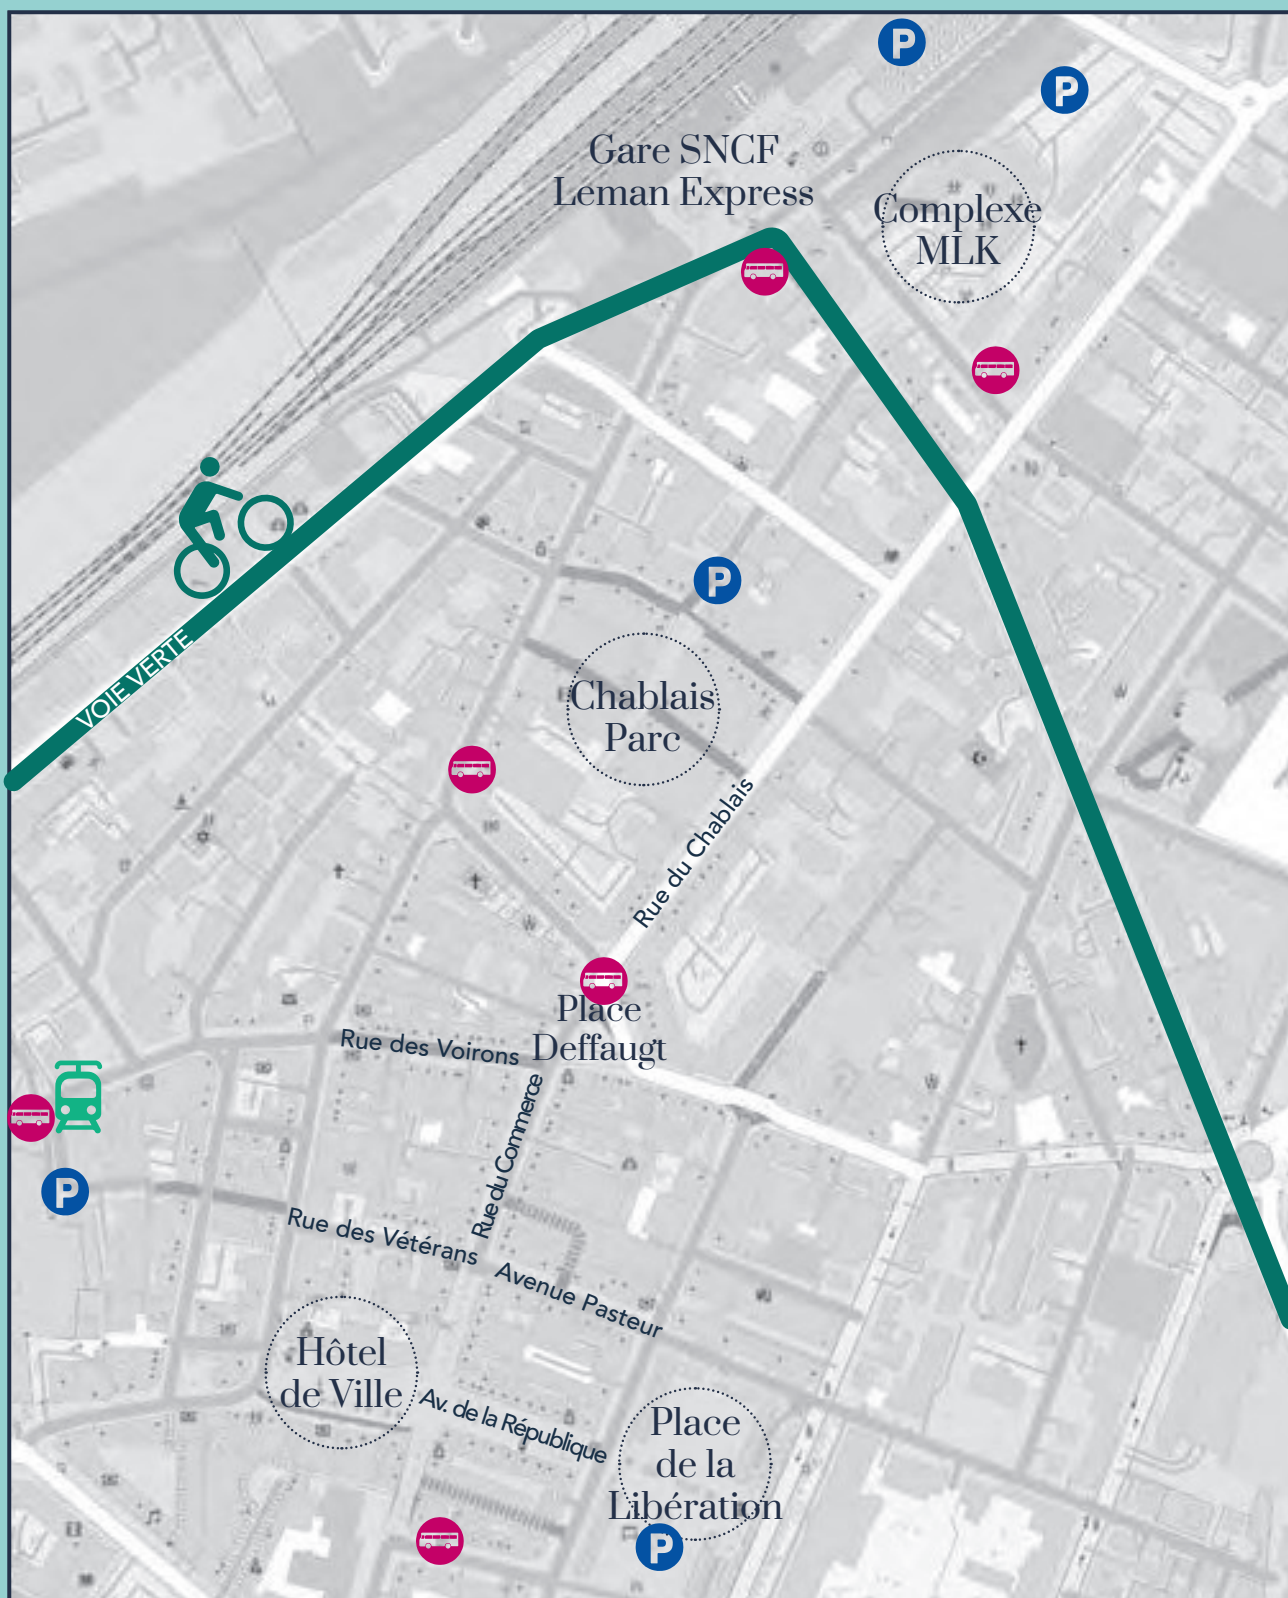 P
P
Gare SNCF
Leman Express
Complexe
MLK
P
VOIE VERTE
Chablais
Parc
Rue du Chablais
Place
Deffaugt
Rue des Voirons
Rue du Commerce
P
Rue des Vétérans
Avenue Pasteur
Hôtel
de Ville
Av. de la République
Place
de la
Libération
P